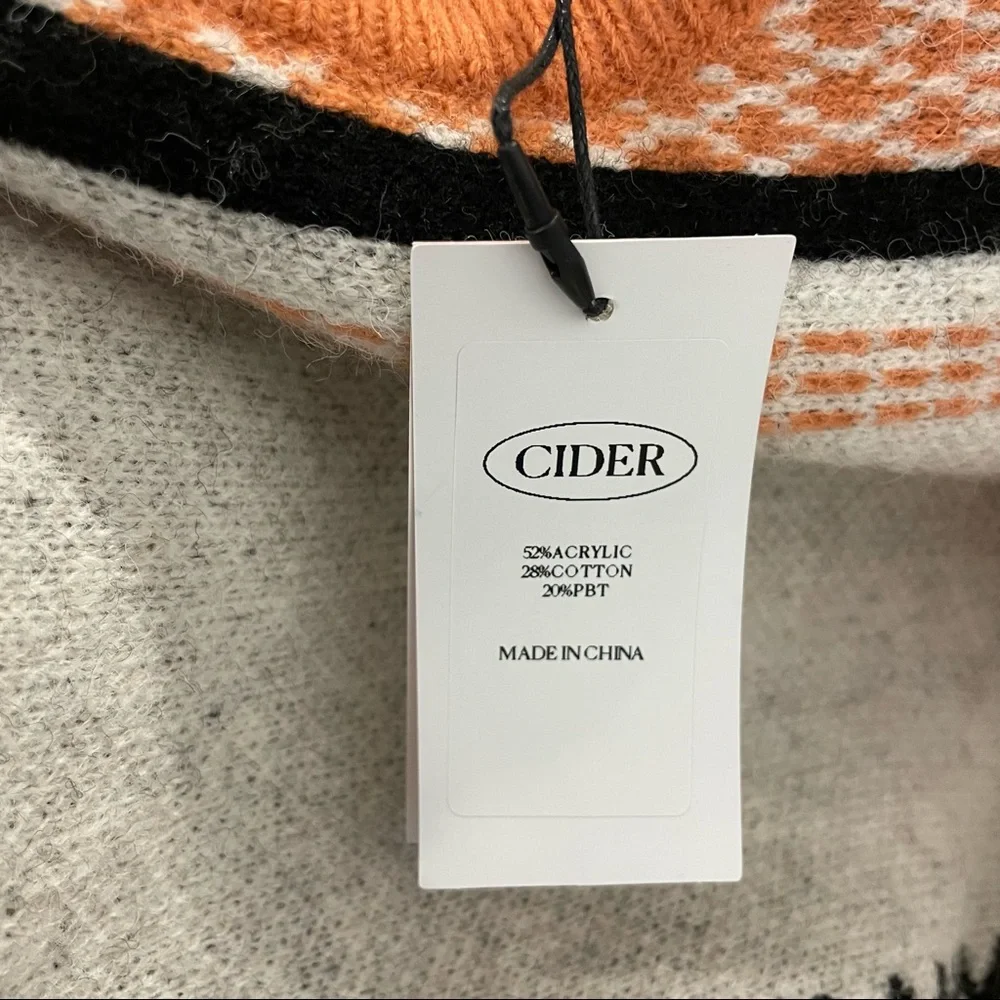 CIDER
52%ACRYLIC
28%COTTON
20%PBT
MADE IN CHINA